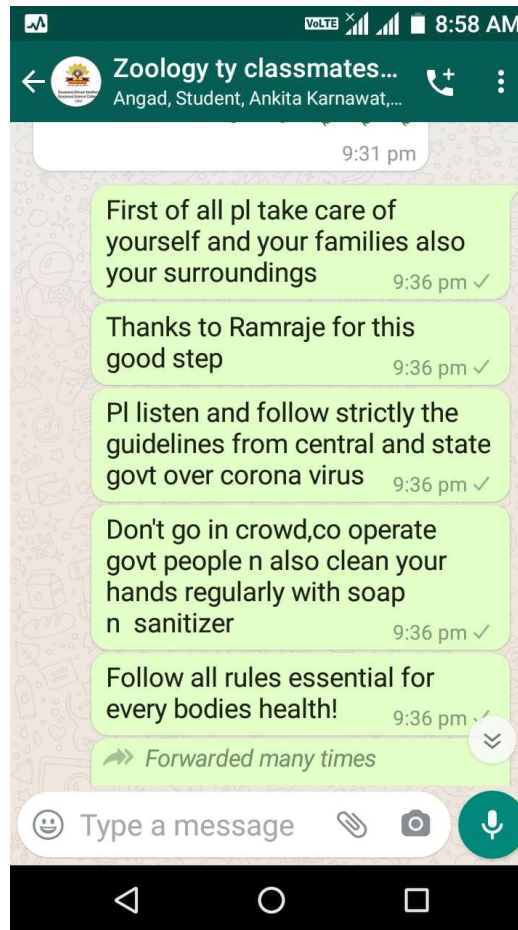 VoLTE 8:58 AM
Zoology ty classmates...
Angad, Student, Ankita Karnawat,...
9:31 pm
First of all pl take care of
yourself and your families also
your surroundings 9:36 pm
Thanks to Ramraje for this
good step 9:36 pm
Pl listen and follow strictly the
guidelines from central and state
govt over corona virus 9:36 pm
Don't go in crowd,co operate
govt people n also clean your
hands regularly with soap
n sanitizer 9:36 pm
Follow all rules essential for
every bodies health! 9:36 pm
Forwarded many times
Type a message